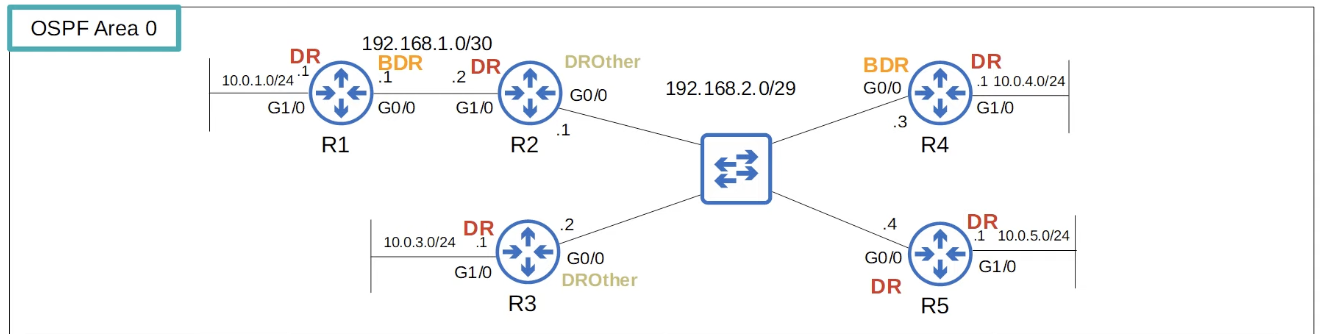 OSPF Area 0
192.168.1.0/30
DR
BDR
DR
DROther
10.0.1.0/24
.1
.1
.2
G1/0
G0/0
G1/0
G0/0
R1
R2
.1
192.168.2.0/29
BDR
DR
G0/0
.1
10.0.4.0/24
G1/0
.3
R4
DR
.2
10.0.3.0/24
.1
G1/0
G0/0
DROther
R3
.4
DR
.1
10.0.5.0/24
G0/0
G1/0
DR
R5